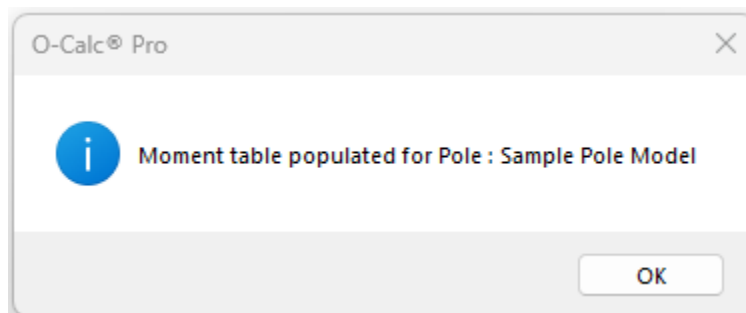 O-Calc® Pro
Moment table populated for Pole : Sample Pole Model
OK